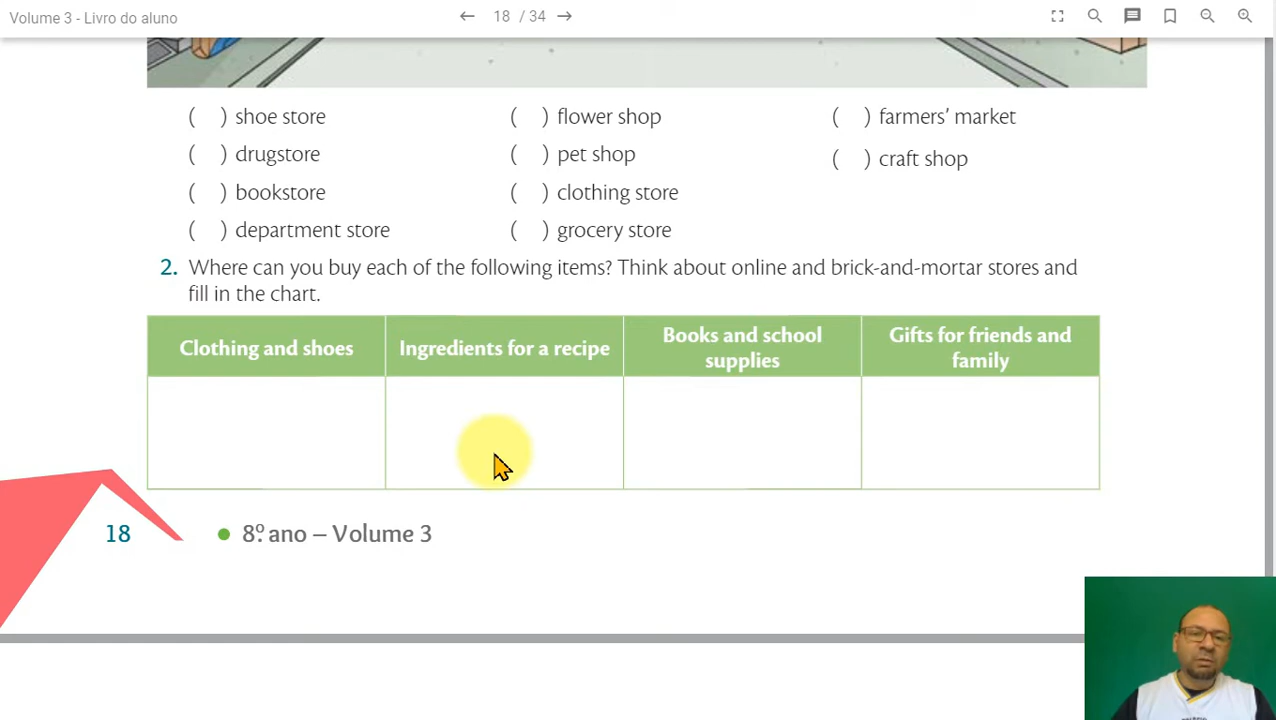 Volume 3 - Livro do aluno
18 / 34
( ) shoe store
( ) drugstore
( ) bookstore
( ) department store
( ) flower shop
( ) pet shop
( ) clothing store
( ) grocery store
( ) farmers’ market
( ) craft shop
2. Where can you buy each of the following items? Think about online and brick-and-mortar stores and
fill in the chart.
Clothing and shoes
Ingredients for a recipe
Books and school
supplies
Gifts for friends and
family
18
8º. ano – Volume 3